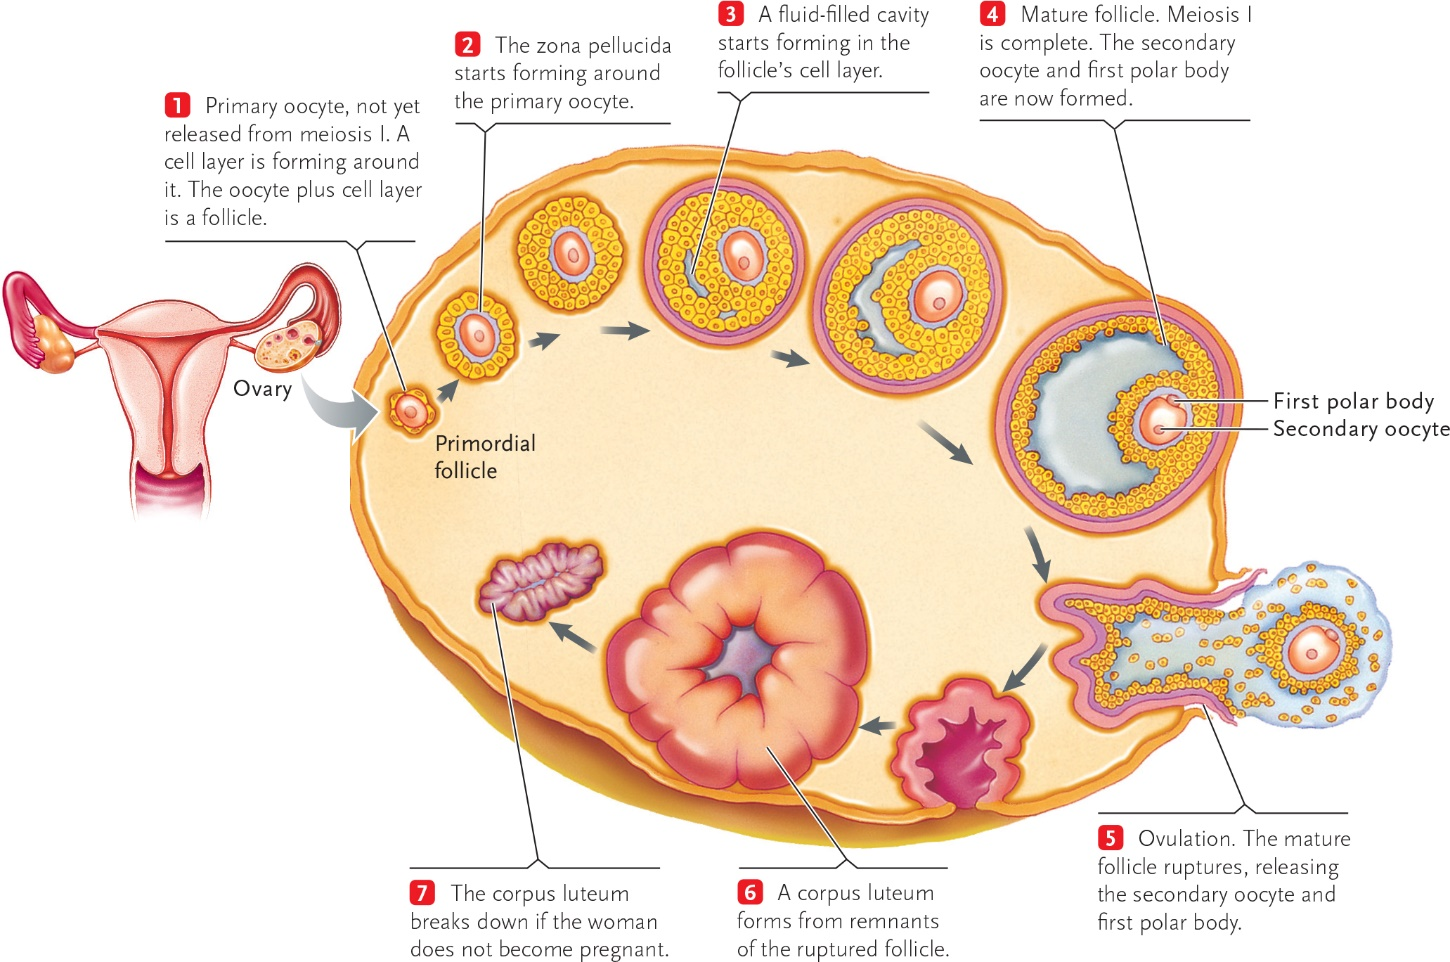 1 Primary oocyte, not yet
released from meiosis I. A
cell layer is forming around
it. The oocyte plus cell layer
is a follicle.
2 The zona pellucida
starts forming around
the primary oocyte.
3 A fluid-filled cavity
starts forming in the
follicle's cell layer.
4 Mature follicle. Meiosis I
is complete. The secondary
oocyte and first polar body
are now formed.
Ovary
Primordial
follicle
First polar body
Secondary oocyte
5 Ovulation. The mature
follicle ruptures, releasing
the secondary oocyte and
first polar body.
6 A corpus luteum
forms from remnants
of the ruptured follicle.
7 The corpus luteum
breaks down if the woman
does not become pregnant.